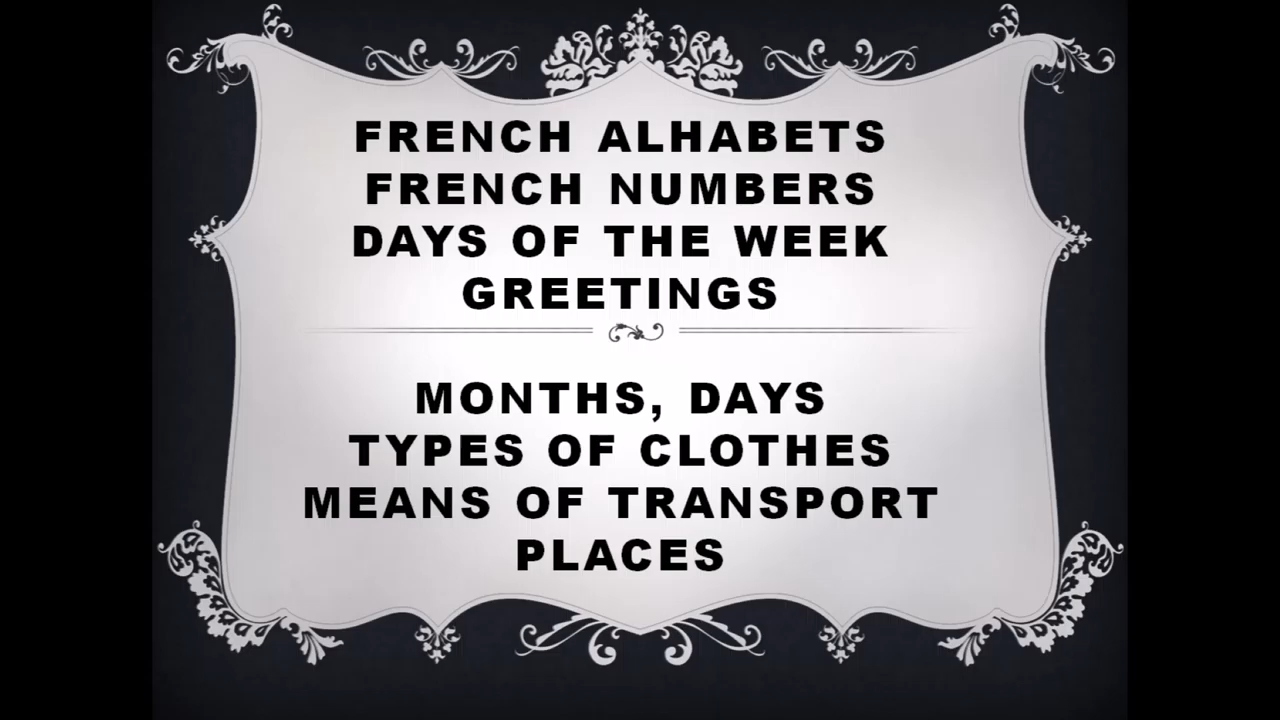 FRENCH ALHABETS
FRENCH NUMBERS
DAYS OF THE WEEK
GREETINGS
MONTHS, DAYS
TYPES OF CLOTHES
MEANS OF TRANSPORT
PLACES